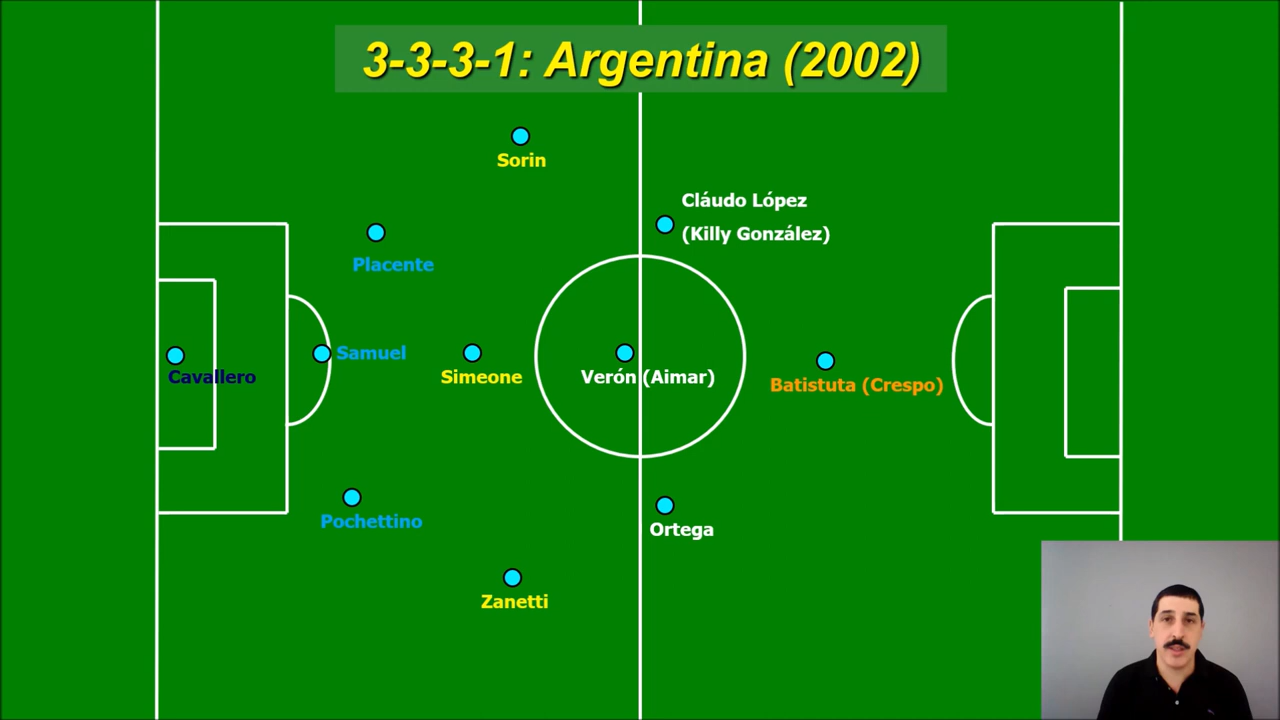 3-3-3-1: Argentina (2002)
Sorin
Cláudo López
(Killy González)
Placente
Samuel
Cavallero
Simeone
Verón (Aimar)
Batistuta (Crespo)
Pochettino
Ortega
Zanetti